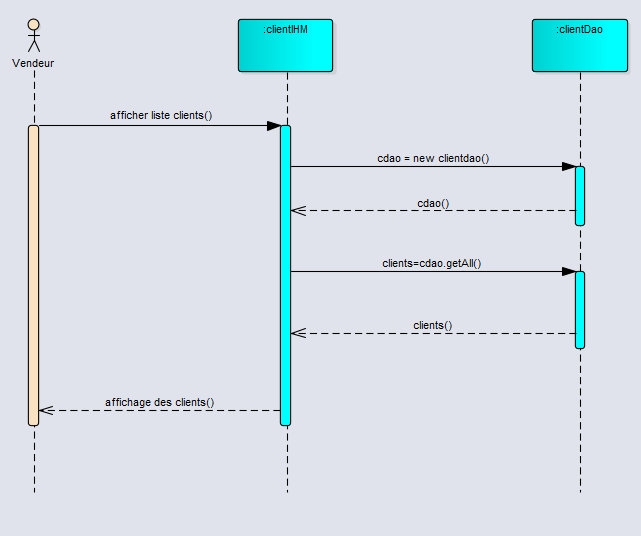 :clientIHM
:clientDao
Vendeur
afficher liste clients()
cdao = new clientdao()
cdao()
clients=cdao.getAll()
clients()
affichage des clients()